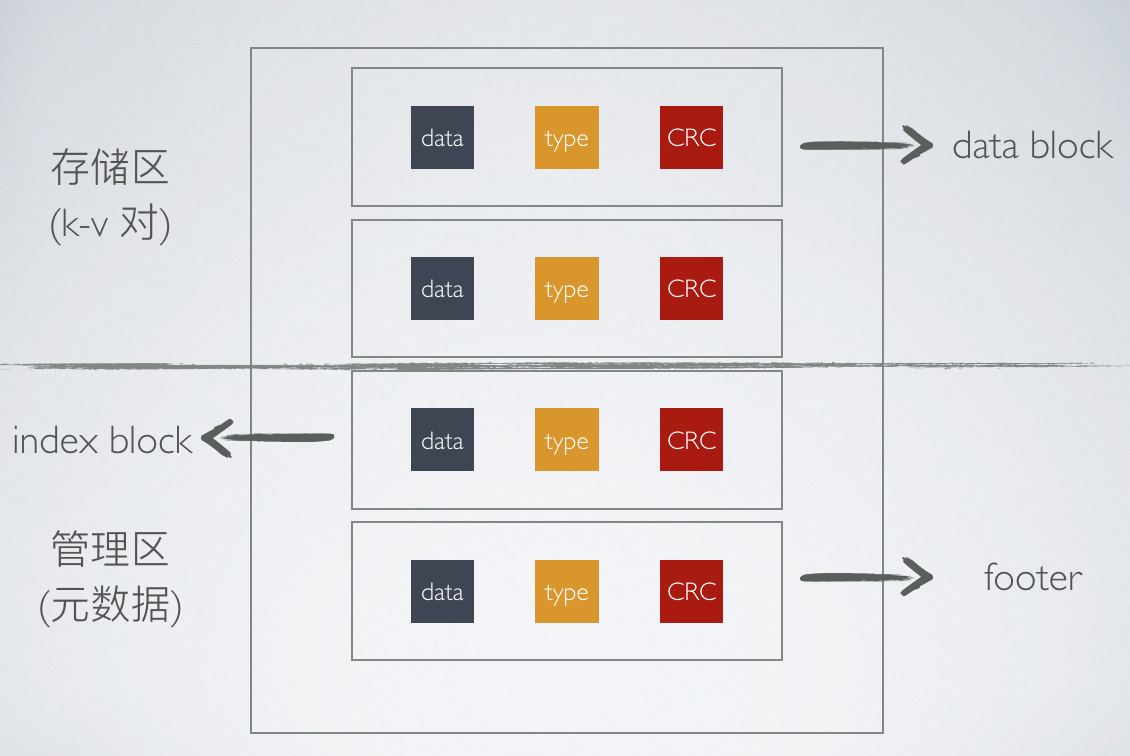 data type CRC
data block
存储区
(k-v 对)
data type CRC
data type CRC
index block
管理区
(元数据)
data type CRC
footer